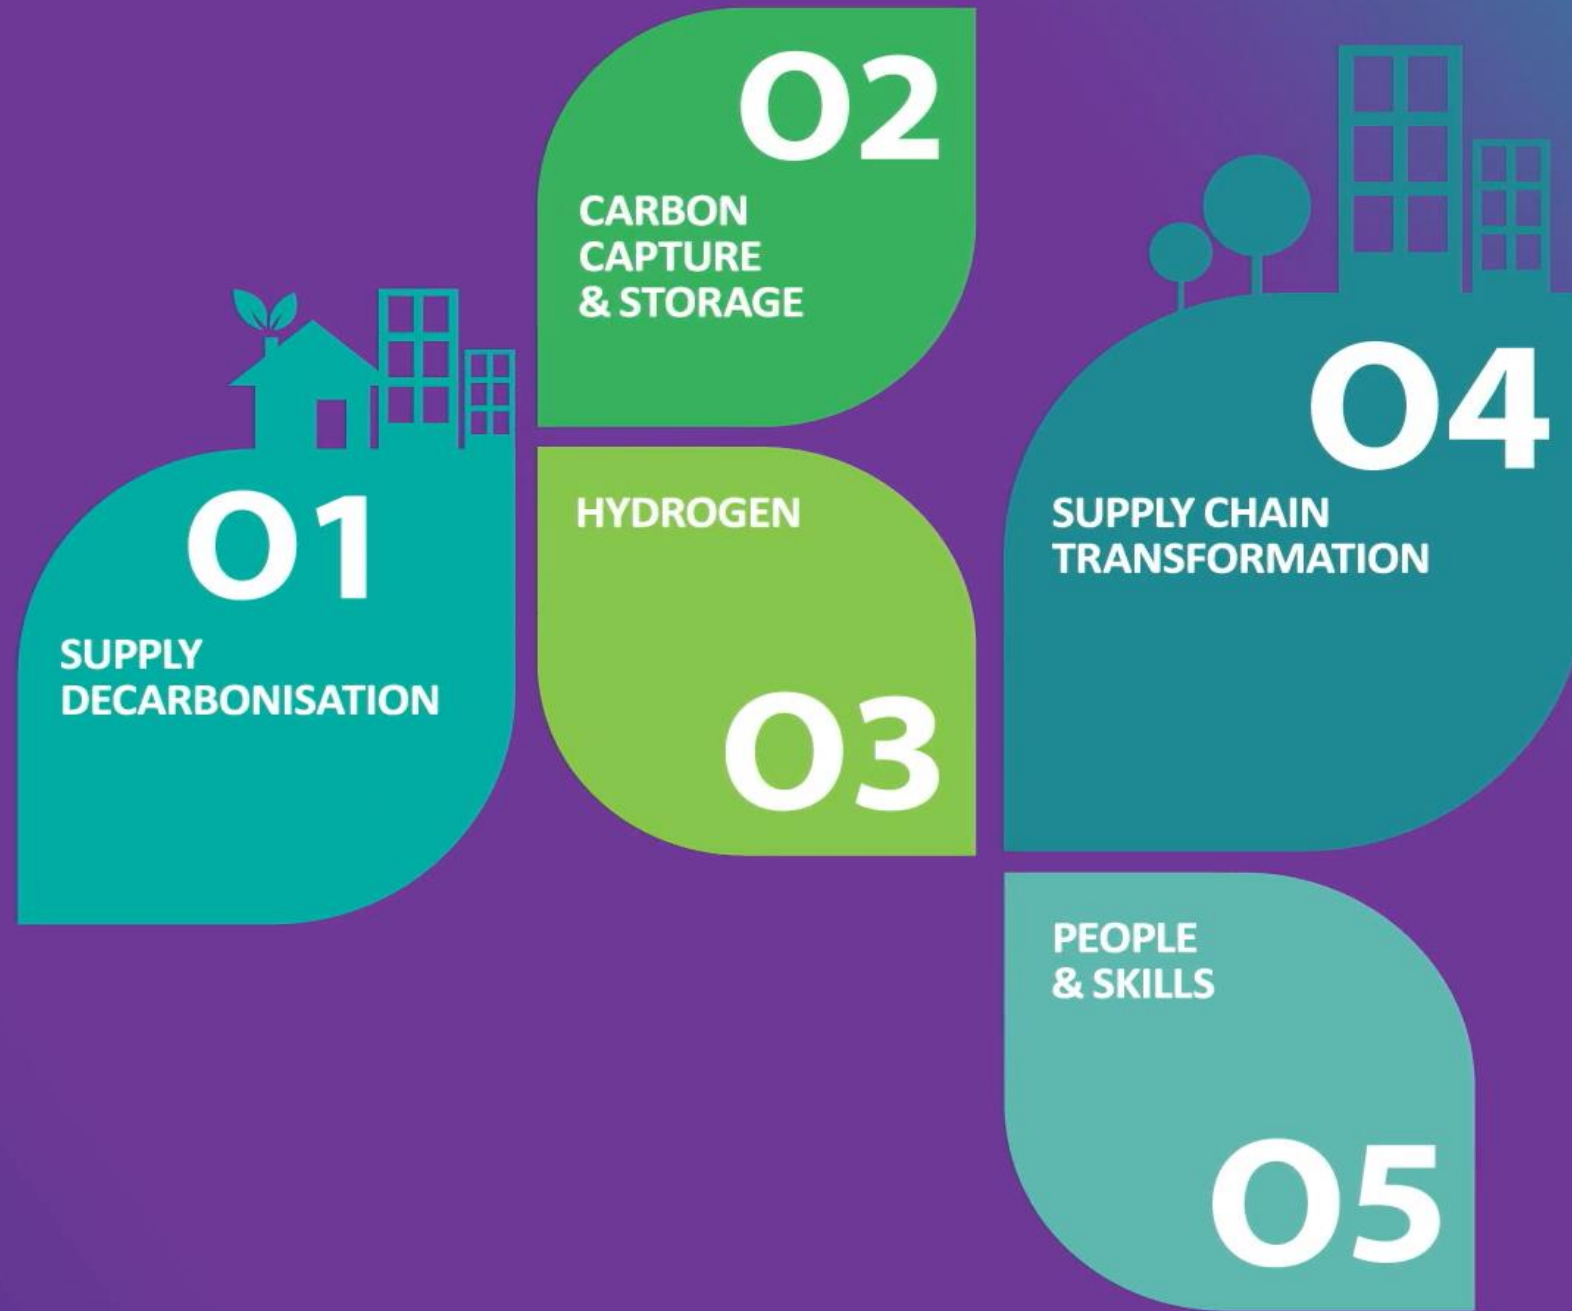 01
SUPPLY
DECARBONISATION
02
CARBON
CAPTURE
& STORAGE
HYDROGEN
03
04
SUPPLY CHAIN
TRANSFORMATION
PEOPLE
& SKILLS
05